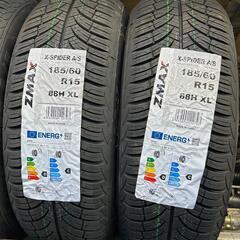 X-SPIDER A/S
ZMAX
185/60
R15
88H XL
ENERG
X-SPIDER A/S
ZMAX
185/60
R15
88H XL
ENERG